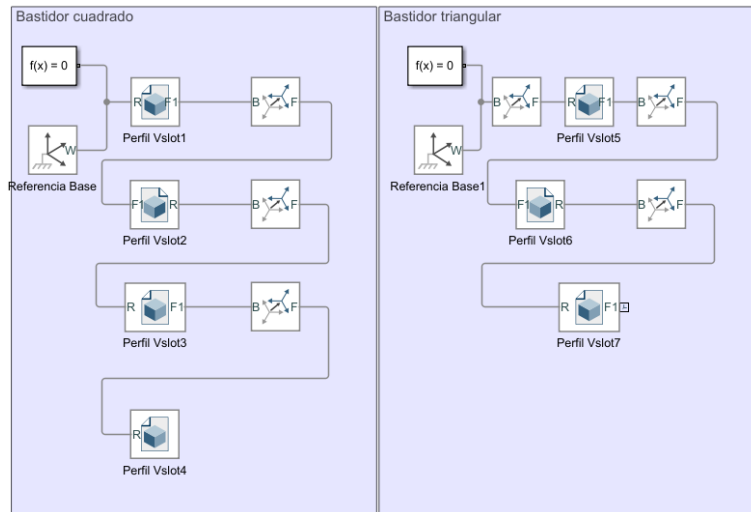 Bastidor cuadrado
f(x) = 0
R F1
B F
Perfil Vslot1
W
Referencia Base
F1 R
B F
Perfil Vslot2
R F1
B F
Perfil Vslot3
R
Perfil Vslot4
Bastidor triangular
f(x) = 0
B F
R F1
B F
Perfil Vslot5
W
Referencia Base1
F1 R
B F
Perfil Vslot6
R F1
Perfil Vslot7